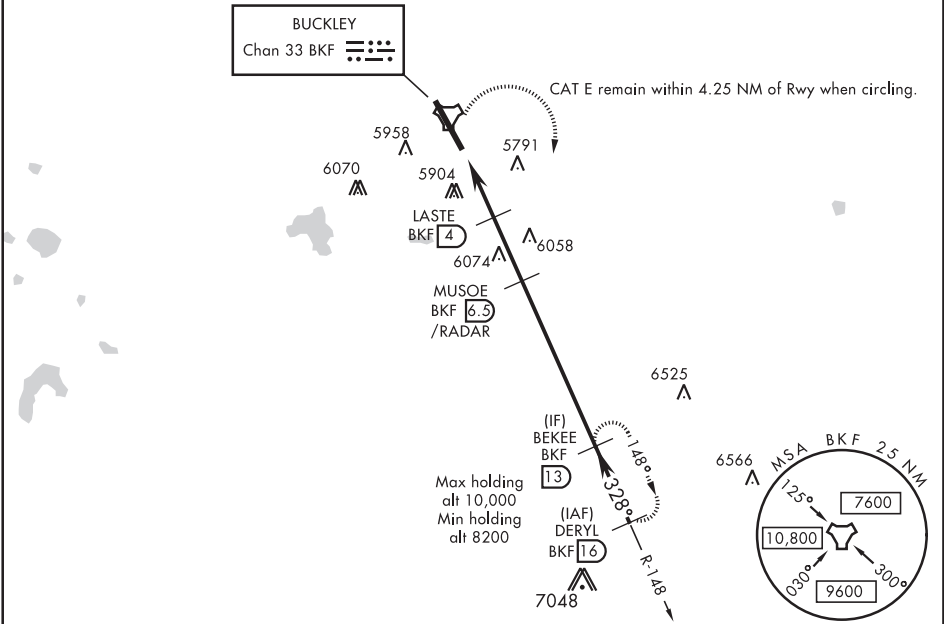 BUCKLEY
Chan 33 BKF
CAT E remain within 4.25 NM of Rwy when circling.
5958
5791
6070
5904
LASTE
BKF 4
6058
6074
MUSOE
BKF 6.5
/RADAR
6525
(IF)
BEKEE
BKF
13
148°
6566
MSA BKF 25 NM
Max holding
alt 10,000
Min holding
alt 8200
328°
125°
7600
(IAF)
DERYL
BKF 16
10,800
R-148
030°
300°
9600
7048